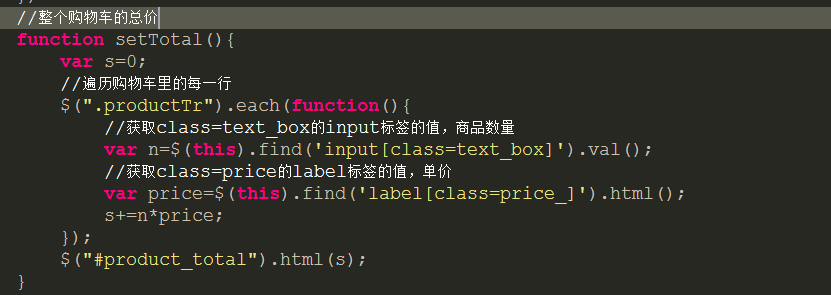 //整个购物车的总价
function setTotal(){
var s=0;
//遍历购物车里的每一行
$(".productTr").each(function(){
//获取class=text_box的input标签的值，商品数量
var n=$(this).find('input[class=text_box]').val();
//获取class=price的label标签的值，单价
var price=$(this).find('label[class=price_]').html();
s+=n*price;
});
$("#product_total").html(s);
}